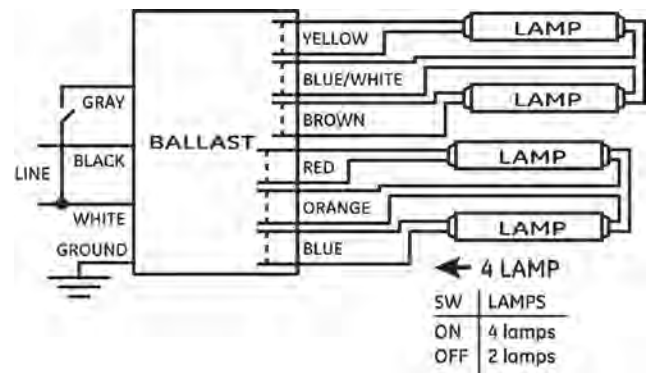 YELLOW
LAMP
BLUE/WHITE
LAMP
BROWN
GRAY
BALLAST
BLACK
LINE
WHITE
GROUND
RED
LAMP
ORANGE
LAMP
BLUE
4 LAMP
SW LAMPS
ON 4 lamps
OFF 2 lamps